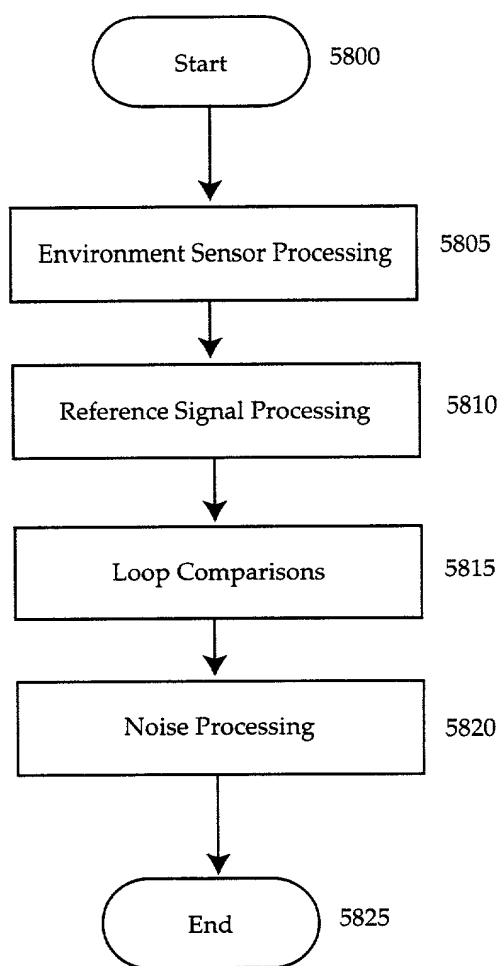 Start 5800
Environment Sensor Processing 5805
Reference Signal Processing 5810
Loop Comparisons 5815
Noise Processing 5820
End 5825